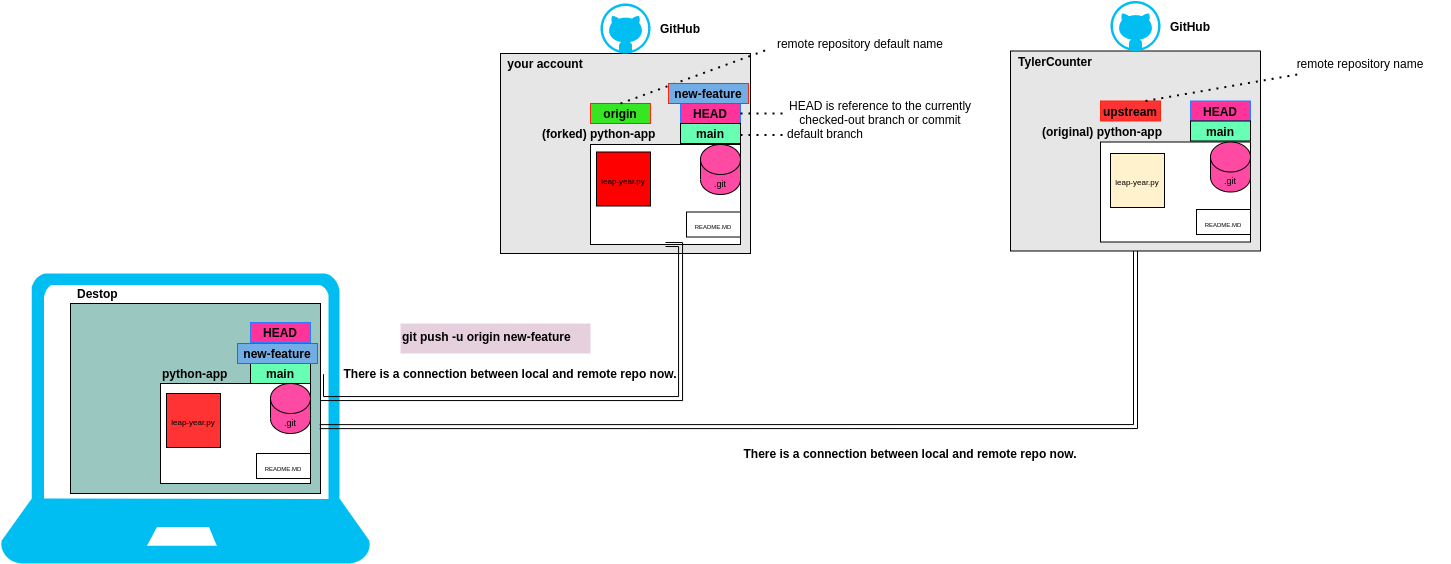 GitHub
remote repository default name
your account
new-feature
origin
HEAD
HEAD is reference to the currently
checked-out branch or commit
(forked) python-app
main
default branch
leap-year.py
.git
README.MD
GitHub
TylerCounter
remote repository name
upstream
HEAD
(original) python-app
main
leap-year.py
.git
README.MD
Destop
HEAD
new-feature
python-app
main
leap-year.py
.git
README.MD
git push -u origin new-feature
There is a connection between local and remote repo now.
There is a connection between local and remote repo now.